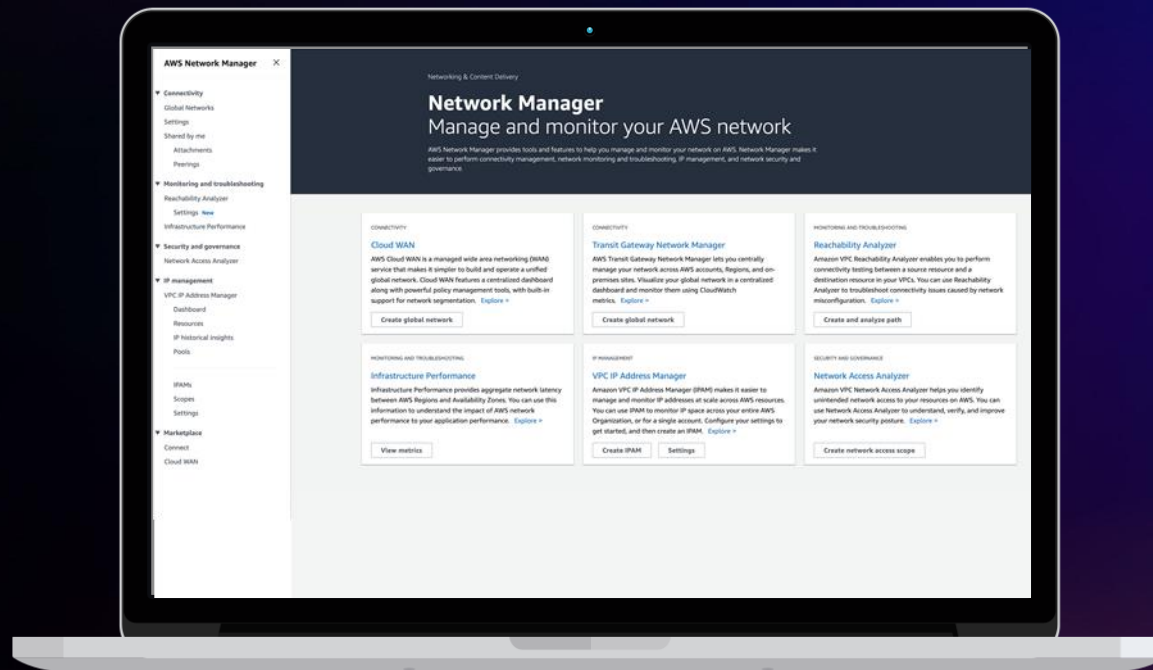 AWS Network Manager
Connectivity
Global Networks
Settings
Shared by me
Attachments
Peerings
Monitoring and troubleshooting
Reachability Analyzer
Settings New
Infrastructure Performance
Security and governance
Network Access Analyzer
IP management
VPC IP Address Manager
Dashboard
Resources
IP historical insights
Pools
IPAMs
Scopes
Settings
Marketplace
Connect
Cloud WAN
Networking & Content Delivery
Network Manager
Manage and monitor your AWS network
AWS Network Manager provides tools and features to help you manage and monitor your network on AWS. Network Manager makes it
easier to perform connectivity management, network monitoring and troubleshooting, IP management, and network security and
governance.
CONNECTIVITY
Cloud WAN
AWS Cloud WAN is a managed wide area networking (WAN)
service that makes it simpler to build and operate a unified
global network. Cloud WAN features a centralized dashboard
along with powerful policy management tools, with built-in
support for network segmentation. Explore »
Create global network
CONNECTIVITY
Transit Gateway Network Manager
AWS Transit Gateway Network Manager lets you centrally
manage your network across AWS accounts, Regions, and on-
premises sites. Visualize your global network in a centralized
dashboard and monitor them using CloudWatch
metrics. Explore »
Create global network
MONITORING AND TROUBLESHOOTING
Reachability Analyzer
Amazon VPC Reachability Analyzer enables you to perform
connectivity testing between a source resource and a
destination resource in your VPCs. You can use Reachability
Analyzer to troubleshoot connectivity issues caused by network
misconfiguration. Explore »
Create and analyze path
MONITORING AND TROUBLESHOOTING
Infrastructure Performance
Infrastructure Performance provides aggregate network latency
between AWS Regions and Availability Zones. You can use this
information to understand the impact of AWS network
performance to your application performance. Explore »
View metrics
IP MANAGEMENT
VPC IP Address Manager
Amazon VPC IP Address Manager (IPAM) makes it easier to
manage and monitor IP addresses at scale across AWS resources.
You can use IPAM to monitor IP space across your entire AWS
Organization, or for a single account. Configure your settings to
get started, and then create an IPAM. Explore »
Create IPAM Settings
SECURITY AND GOVERNANCE
Network Access Analyzer
Amazon VPC Network Access Analyzer helps you identify
unintended network access to your resources on AWS. You can
use Network Access Analyzer to understand, verify, and improve
your network security posture. Explore »
Create network access scope